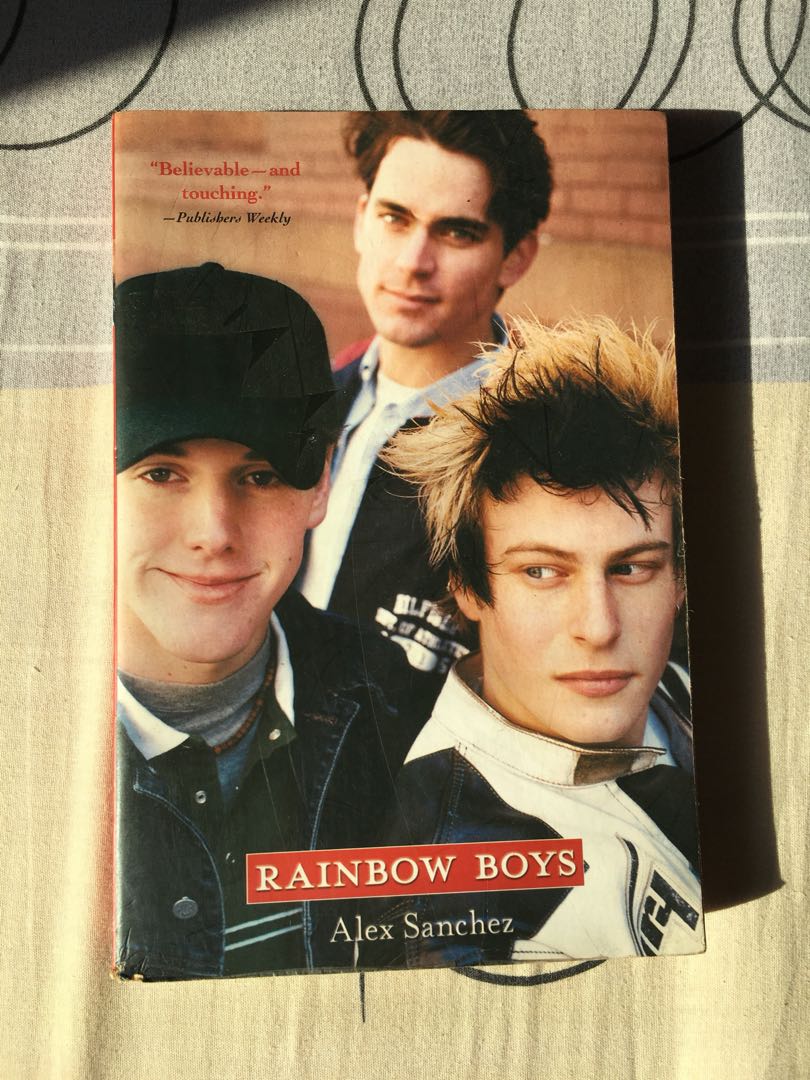 “Believable—and
touching.”
—Publishers Weekly
RAINBOW BOYS
Alex Sanchez